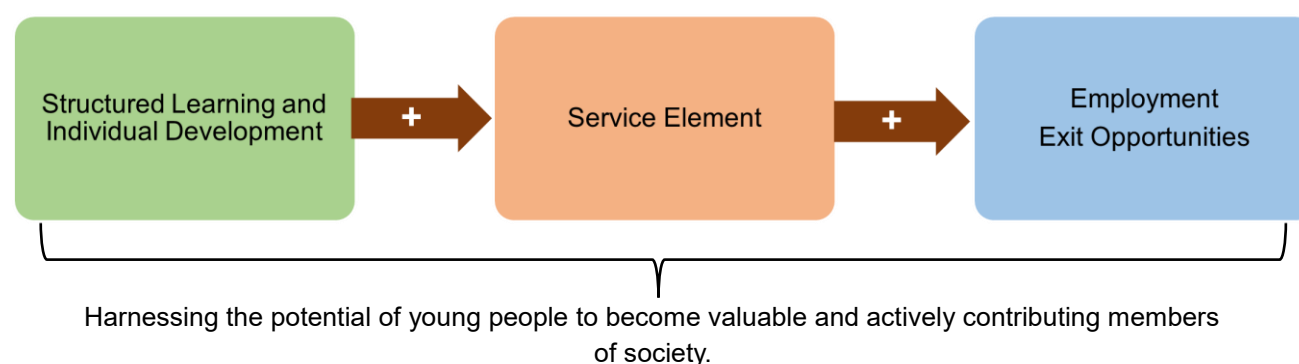 Structured Learning and
Individual Development
+
Service Element
+
Employment
Exit Opportunities
Harnessing the potential of young people to become valuable and actively contributing members
of society.